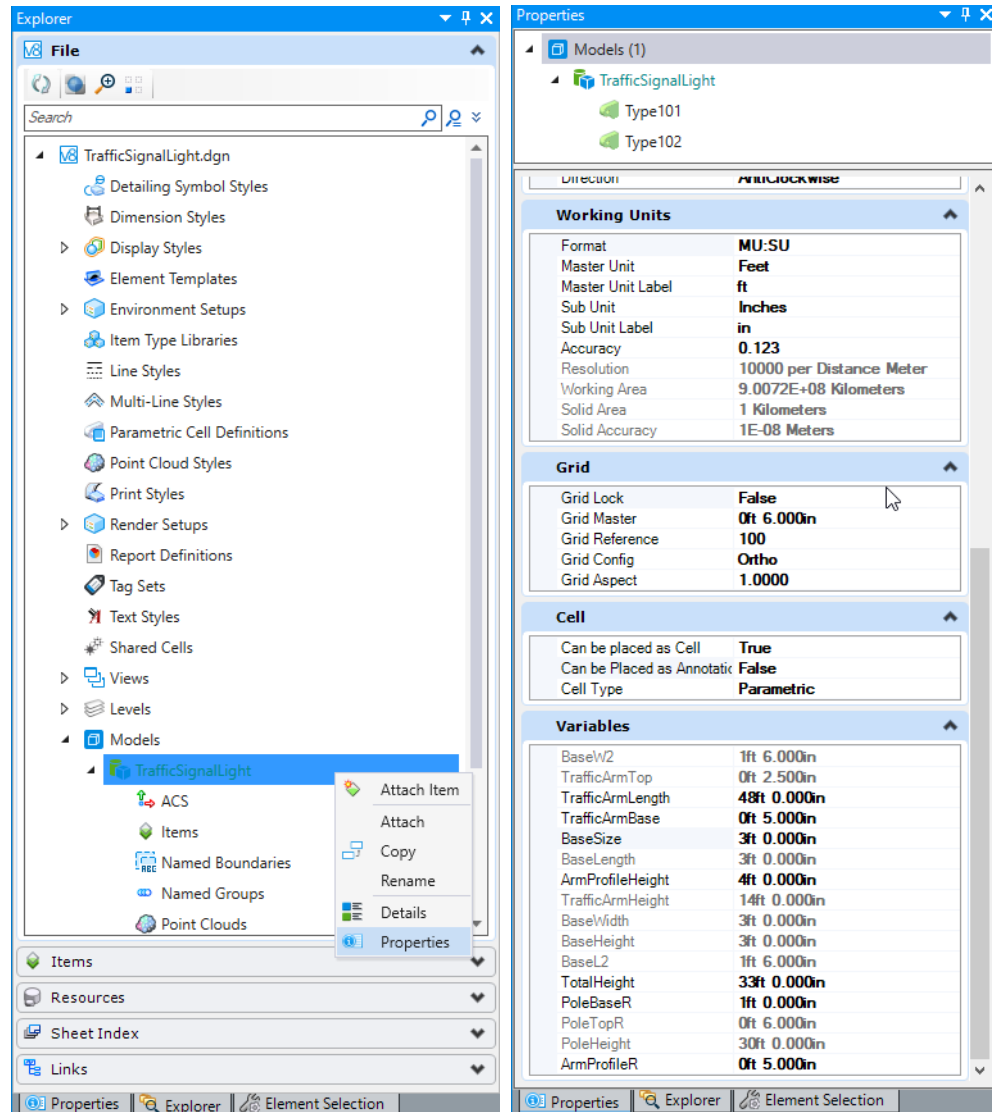 Explorer
File
Search
TrafficSignalLight.dgn
Detailing Symbol Styles
Dimension Styles
Display Styles
Element Templates
Environment Setups
Item Type Libraries
Line Styles
Multi-Line Styles
Parametric Cell Definitions
Point Cloud Styles
Print Styles
Render Setups
Report Definitions
Tag Sets
Text Styles
Shared Cells
Views
Levels
Models
TrafficSignalLight
ACS
Items
Named Boundaries
Named Groups
Point Clouds
Attach Item
Attach
Copy
Rename
Details
Properties
Items
Resources
Sheet Index
Links
Properties Explorer Element Selection
Properties
Models (1)
TrafficSignalLight
Type101
Type102
Direction AntiClockwise
Working Units
Format MU:SU
Master Unit Feet
Master Unit Label ft
Sub Unit Inches
Sub Unit Label in
Accuracy 0.123
Resolution 10000 per Distance Meter
Working Area 9.0072E+08 Kilometers
Solid Area 1 Kilometers
Solid Accuracy 1E-08 Meters
Grid
Grid Lock False
Grid Master 0ft 6.000in
Grid Reference 100
Grid Config Ortho
Grid Aspect 1.0000
Cell
Can be placed as Cell True
Can be Placed as Annotatic False
Cell Type Parametric
Variables
BaseW2 1ft 6.000in
TrafficArmTop 0ft 2.500in
TrafficArmLength 48ft 0.000in
TrafficArmBase 0ft 5.000in
BaseSize 3ft 0.000in
BaseLength 3ft 0.000in
ArmProfileHeight 4ft 0.000in
TrafficArmHeight 14ft 0.000in
BaseWidth 3ft 0.000in
BaseHeight 3ft 0.000in
BaseL2 1ft 6.000in
TotalHeight 33ft 0.000in
PoleBaseR 1ft 0.000in
PoleTopR 0ft 6.000in
PoleHeight 30ft 0.000in
ArmProfileR 0ft 5.000in
Properties Explorer Element Selection